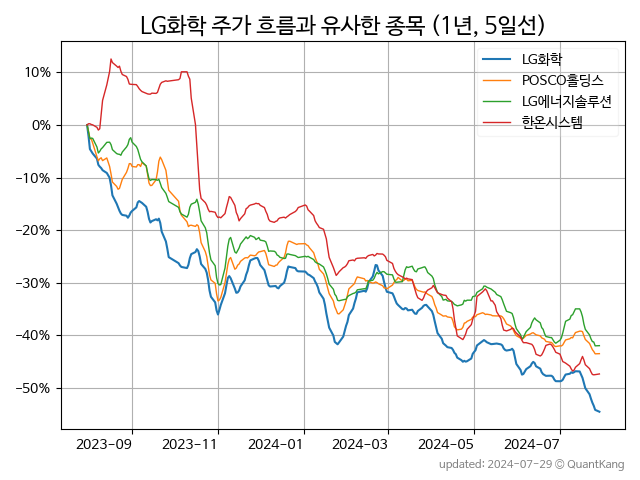 LG화학 주가 흐름과 유사한 종목 (1년, 5일선)
LG화학
POSCO홀딩스
LG에너지솔루션
한온시스템
10%
0%
−10%
−20%
−30%
−40%
−50%
2023-09 2023-11 2024-01 2024-03 2024-05 2024-07
updated: 2024-07-29 © QuantKang